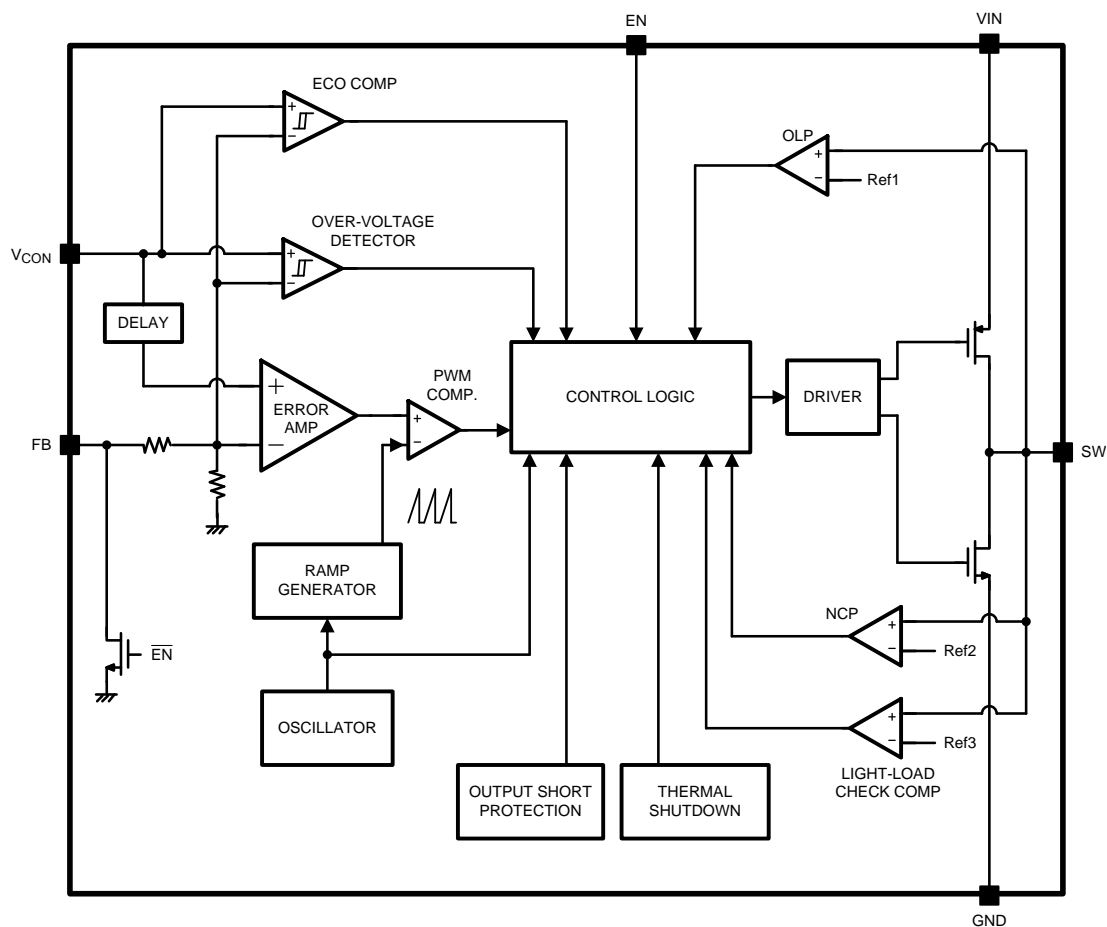 EN
VIN
ECO COMP
+
−
OLP
+
−
Ref1
OVER-VOLTAGE
DETECTOR
VCON
+
−
DELAY
PWM
COMP.
+
ERROR
AMP
−
+
−
CONTROL LOGIC
DRIVER
FB
SW
RAMP
GENERATOR
NCP
+
−
Ref2
EN
OSCILLATOR
+
−
Ref3
LIGHT-LOAD
CHECK COMP
OUTPUT SHORT
PROTECTION
THERMAL
SHUTDOWN
GND